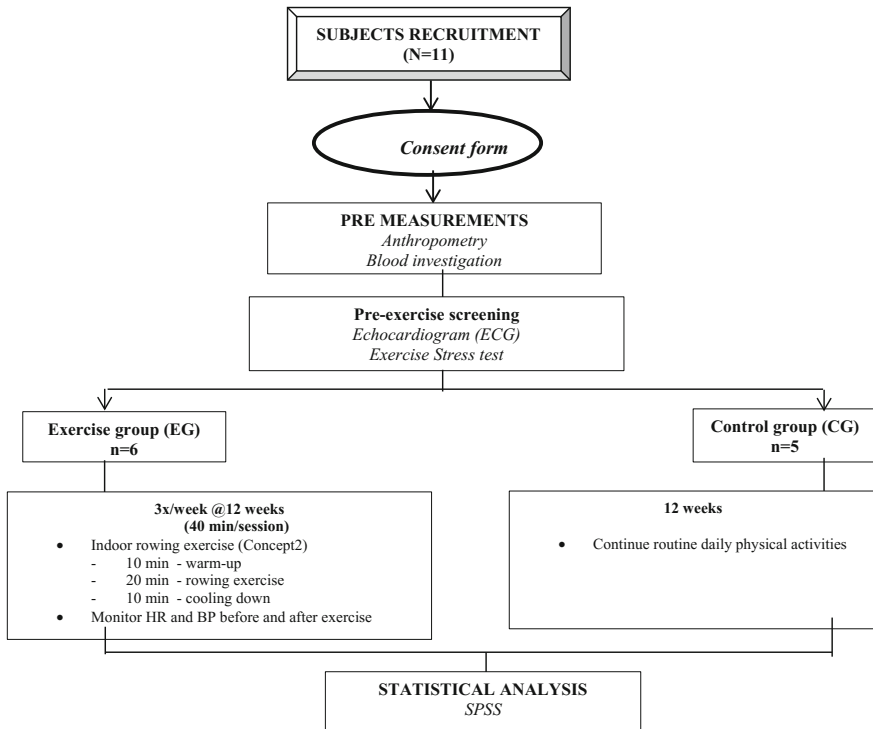 SUBJECTS RECRUITMENT
(N=11)
Consent form
PRE MEASUREMENTS
Anthropometry
Blood investigation
Pre-exercise screening
Echocardiogram (ECG)
Exercise Stress test
Exercise group (EG)
n=6
Control group (CG)
n=5
3x/week @12 weeks
(40 min/session)
• Indoor rowing exercise (Concept2)
- 10 min - warm-up
- 20 min - rowing exercise
- 10 min - cooling down
• Monitor HR and BP before and after exercise
12 weeks
• Continue routine daily physical activities
STATISTICAL ANALYSIS
SPSS